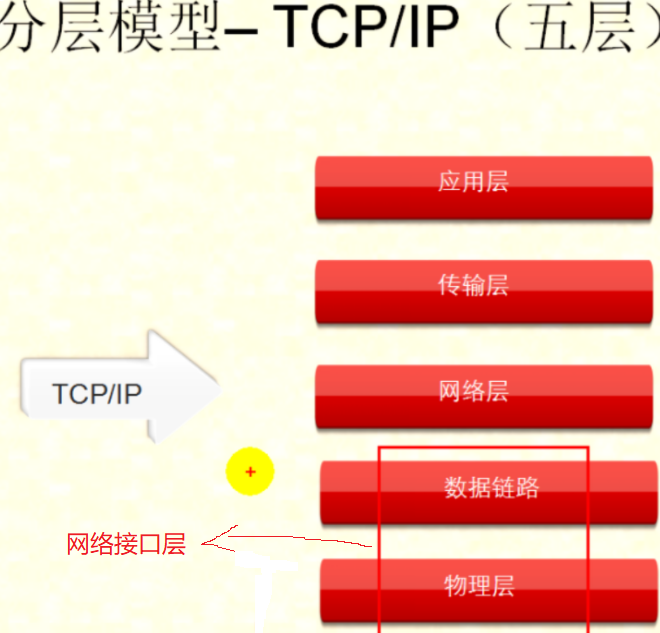 分层模型– TCP/IP（五层）
应用层
传输层
网络层
TCP/IP
数据链路
网络接口层
物理层